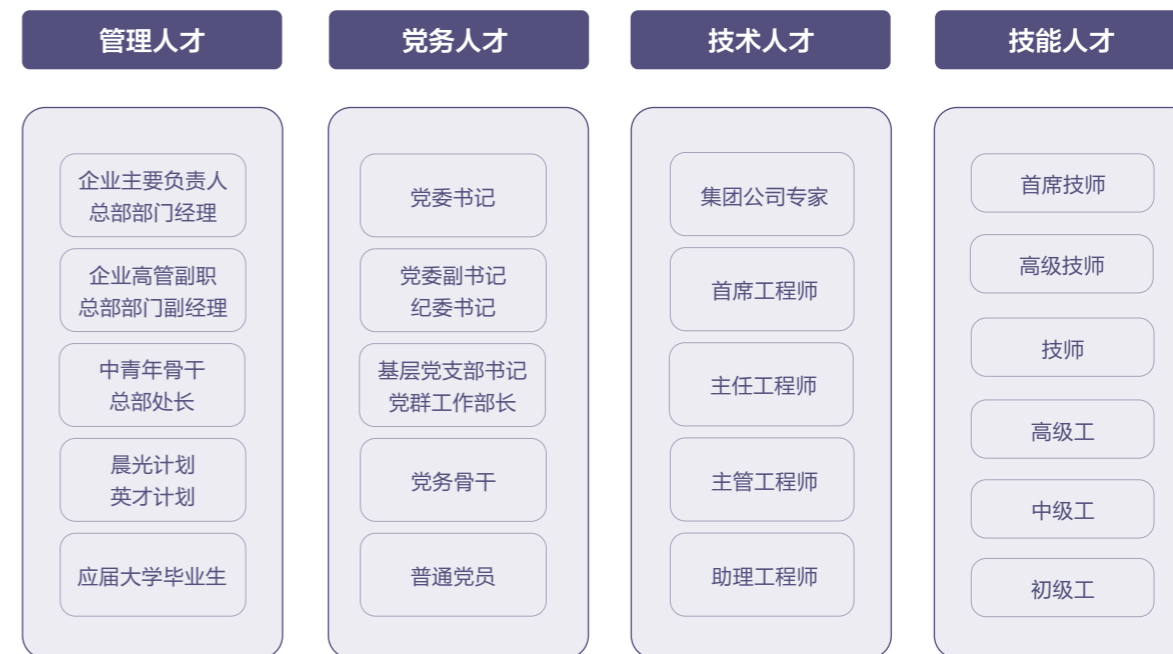 管理人才
企业主要负责人
总部部门经理
企业高管副职
总部部门副经理
中青年骨干
总部处长
晨光计划
英才计划
应届大学毕业生
党务人才
党委书记
党委副书记
纪委书记
基层党支部书记
党群工作部长
党务骨干
普通党员
技术人才
集团公司专家
首席工程师
主任工程师
主管工程师
助理工程师
技能人才
首席技师
高级技师
技师
高级工
中级工
初级工